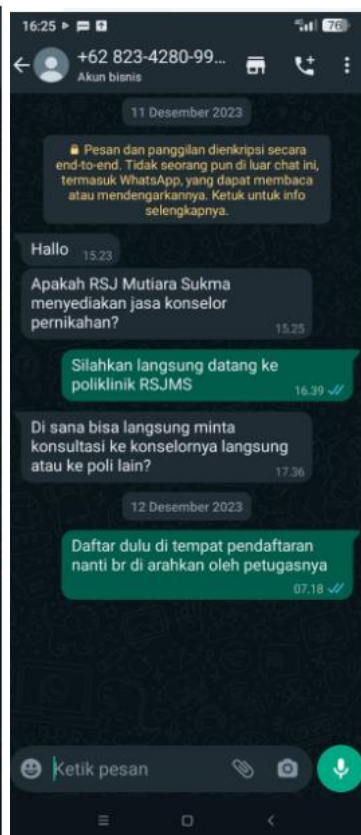 16:25
76
+62 823-4280-99...
Akun bisnis
11 Desember 2023
Pesan dan panggilan dienkripsi secara
end-to-end. Tidak seorang pun di luar chat ini,
termasuk WhatsApp, yang dapat membaca
atau mendengarkannya. Ketuk untuk info
selengkapnya.
Hallo
15.23
Apakah RSJ Mutiara Sukma
menyediakan jasa konselor
pernikahan?
15.25
Silahkan langsung datang ke
poliklinik RSJMS
16.39
Di sana bisa langsung minta
konsultasi ke konselornya langsung
atau ke poli lain?
17.36
12 Desember 2023
Daftar dulu di tempat pendaftaran
nanti br di arahkan oleh petugasnya
07.18
Ketik pesan